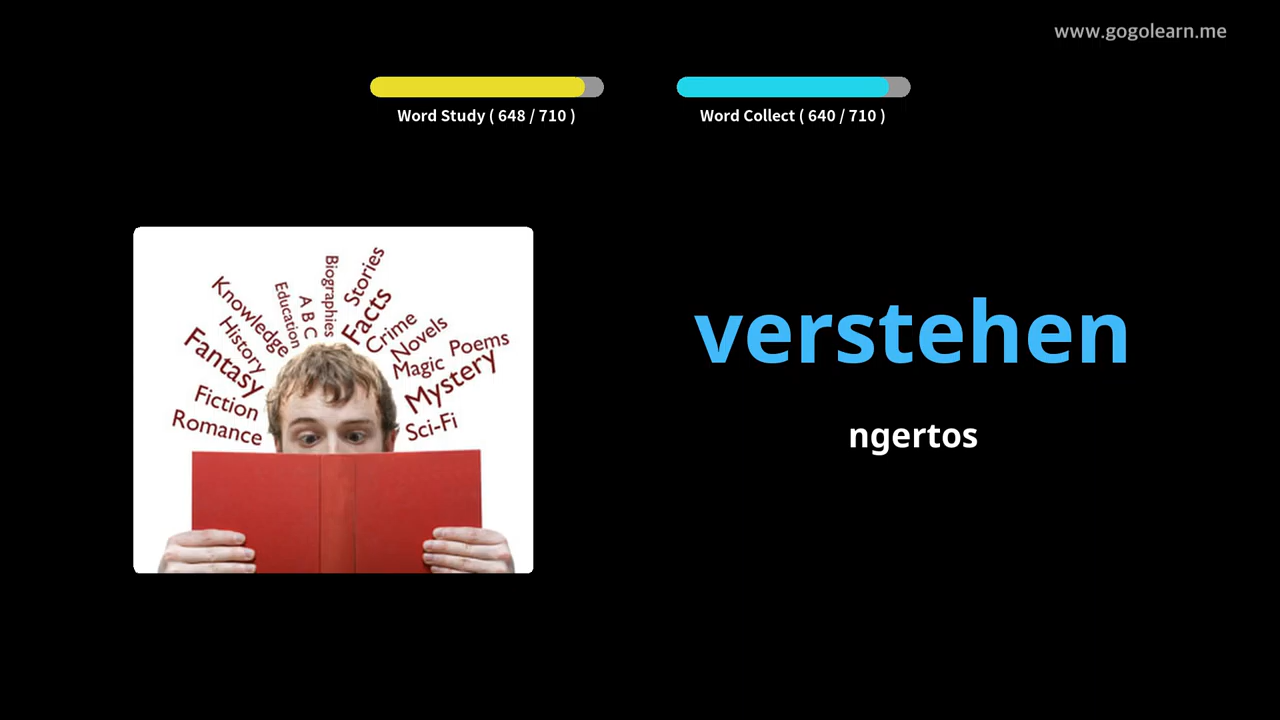 www.gogolearn.me
Word Study ( 648 / 710 )
Word Collect ( 640 / 710 )
Knowledge
History
Fantasy
Fiction
Romance
Education
A B C
Biographies
Stories
Facts
Crime
Novels
Magic
Poems
Mystery
Sci-Fi
verstehen
ngertos